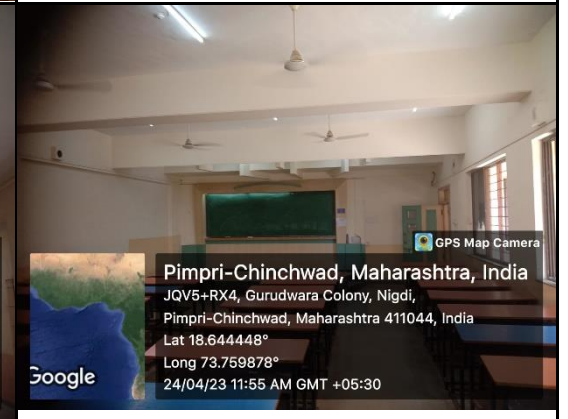 GPS Map Camera
Pimpri-Chinchwad, Maharashtra, India
JQV5+RX4, Gurudwara Colony, Nigdi,
Pimpri-Chinchwad, Maharashtra 411044, India
Lat 18.644448°
Long 73.759878°
24/04/23 11:55 AM GMT +05:30
Google